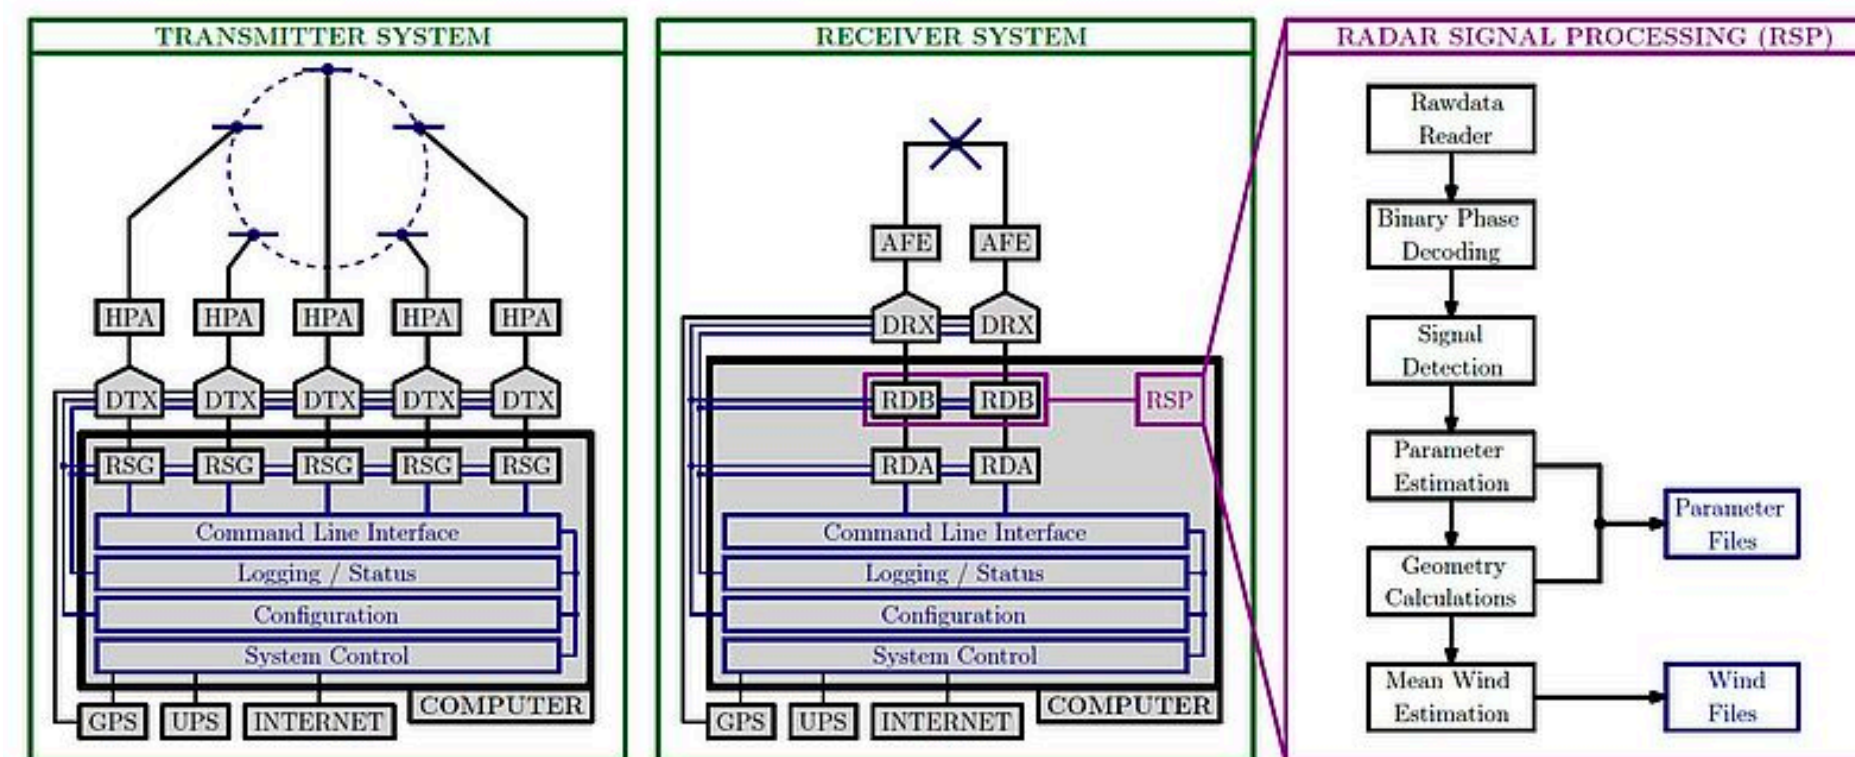 TRANSMITTER SYSTEM
HPA HPA HPA HPA HPA
DTX DTX DTX DTX DTX
RSG RSG RSG RSG RSG
Command Line Interface
Logging / Status
Configuration
System Control
COMPUTER
GPS UPS INTERNET
RECEIVER SYSTEM
AFE AFE
DRX DRX
RDB RDB RSP
RDA RDA
Command Line Interface
Logging / Status
Configuration
System Control
COMPUTER
GPS UPS INTERNET
RADAR SIGNAL PROCESSING (RSP)
Rawdata
Reader
Binary Phase
Decoding
Signal
Detection
Parameter
Estimation
Parameter
Files
Geometry
Calculations
Mean Wind
Estimation
Wind
Files